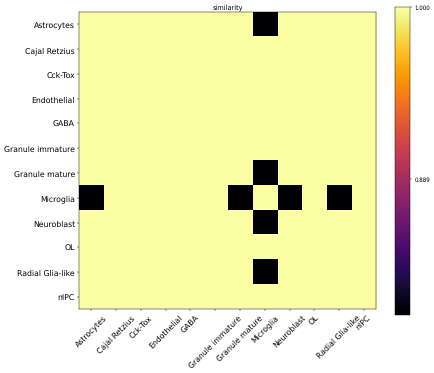 similarity
Astrocytes
Cajal Retzius
Cck-Tox
Endothelial
GABA
Granule immature
Granule mature
Microglia
Neuroblast
OL
Radial Glia-like
nIPC
Astrocytes
Cajal Retzius
Cck-Tox
Endothelial
GABA
Granule immature
Granule mature
Microglia
Neuroblast
OL
Radial Glia-like
nIPC
1.000
0.889